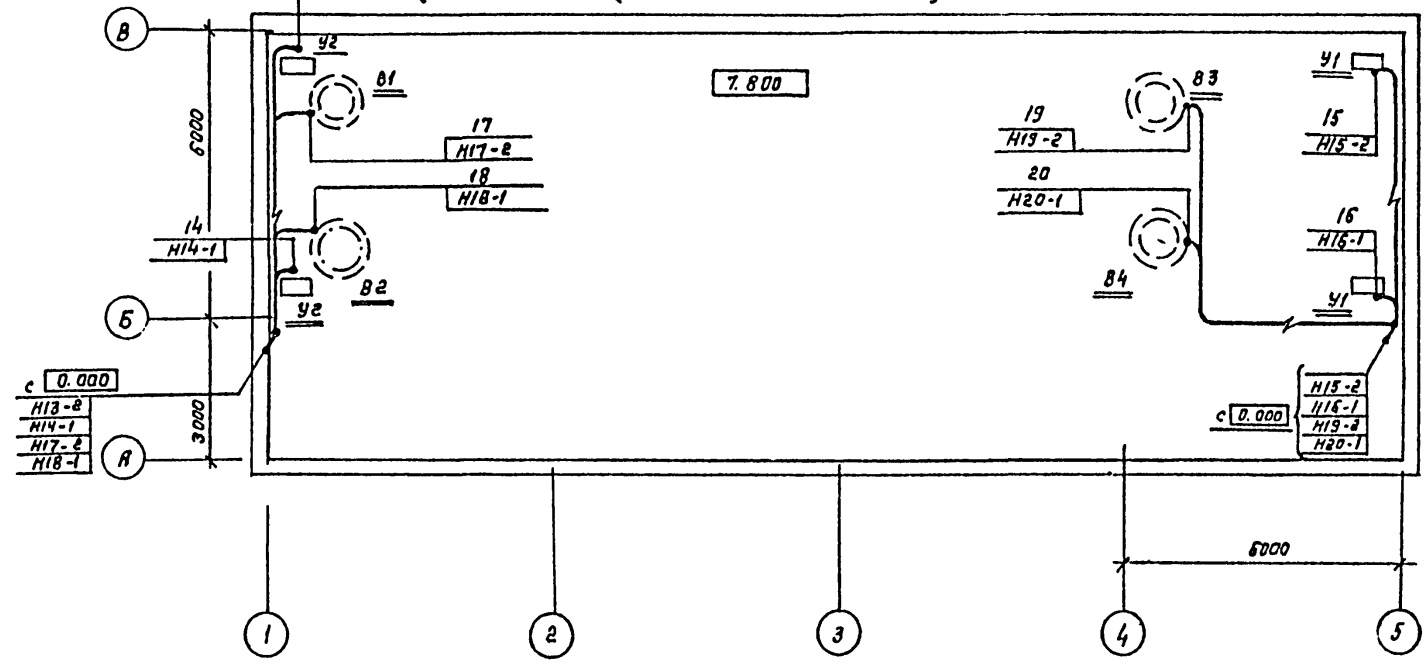 В
У2
В1
7.800
В3
У1
6000
17
Н17-2
19
Н19-2
15
Н15-2
18
Н18-1
20
Н20-1
14
Н14-1
16
Н16-1
В2
В4
Б
У2
У1
с 0.000
Н13-2
Н14-1
Н17-2
Н18-1
3000
с 0.000
Н15-2
Н16-1
Н19-2
Н20-1
А
6000
1
2
3
4
5